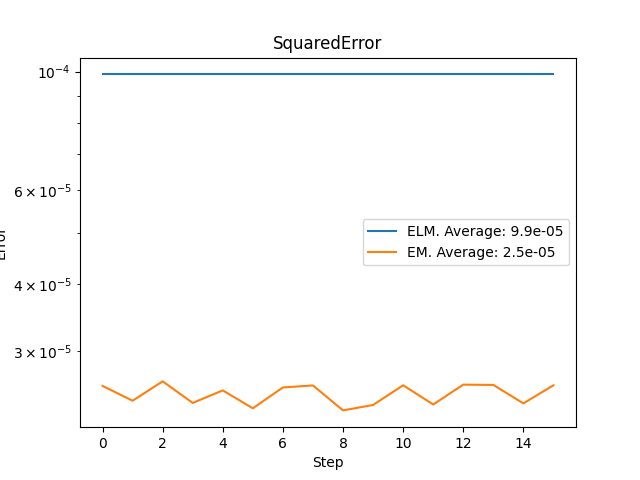 SquaredError
10⁻⁴
6 × 10⁻⁵
4 × 10⁻⁵
3 × 10⁻⁵
Error
ELM. Average: 9.9e-05
EM. Average: 2.5e-05
0 2 4 6 8 10 12 14
Step